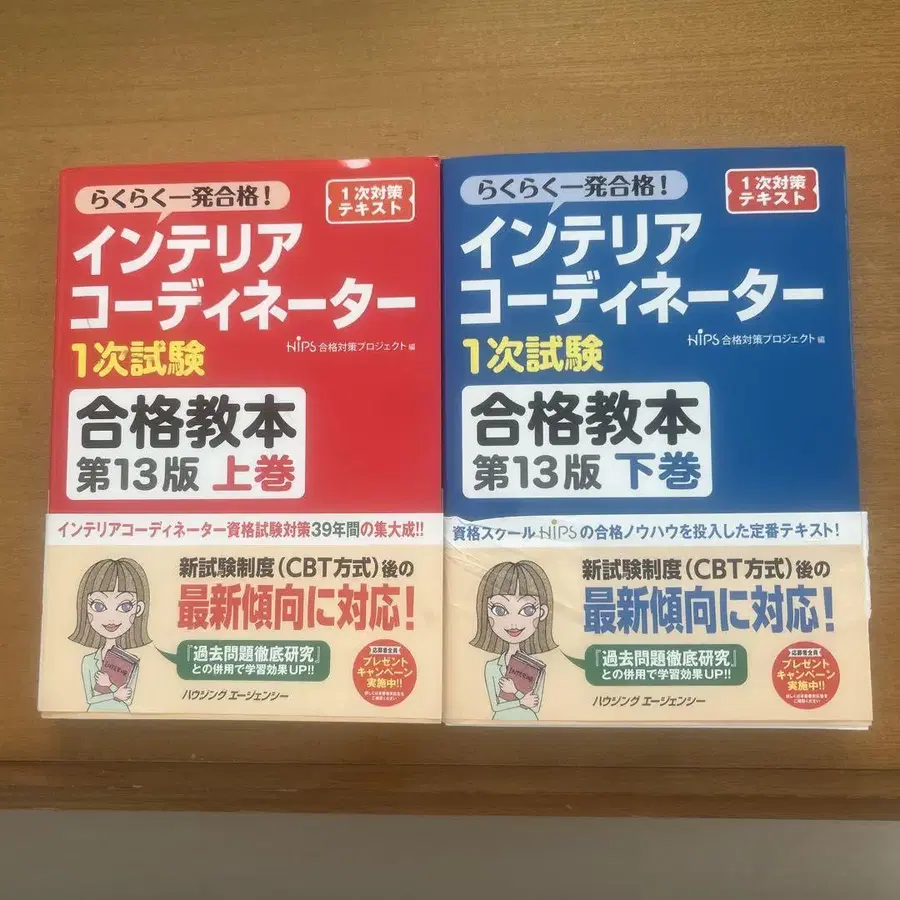 らくらく一発合格！
1次対策
テキスト
インテリア
コーディネーター
HIPS 合格対策プロジェクト 編
1次試験
合格教本
第13版 上巻
インテリアコーディネーター資格試験対策39年間の集大成!!
新試験制度（CBT方式）後の
最新傾向に対応！
『過去問題徹底研究』
との併用で学習効果UP!!
応募者全員
プレゼント
キャンペーン
実施中!!
ハウジング エージェンシー
らくらく一発合格！
1次対策
テキスト
インテリア
コーディネーター
HIPS 合格対策プロジェクト 編
1次試験
合格教本
第13版 下巻
資格スクールHIPSの合格ノウハウを投入した定番テキスト！
新試験制度（CBT方式）後の
最新傾向に対応！
『過去問題徹底研究』
との併用で学習効果UP!!
応募者全員
プレゼント
キャンペーン
実施中!!
ハウジング エージェンシー